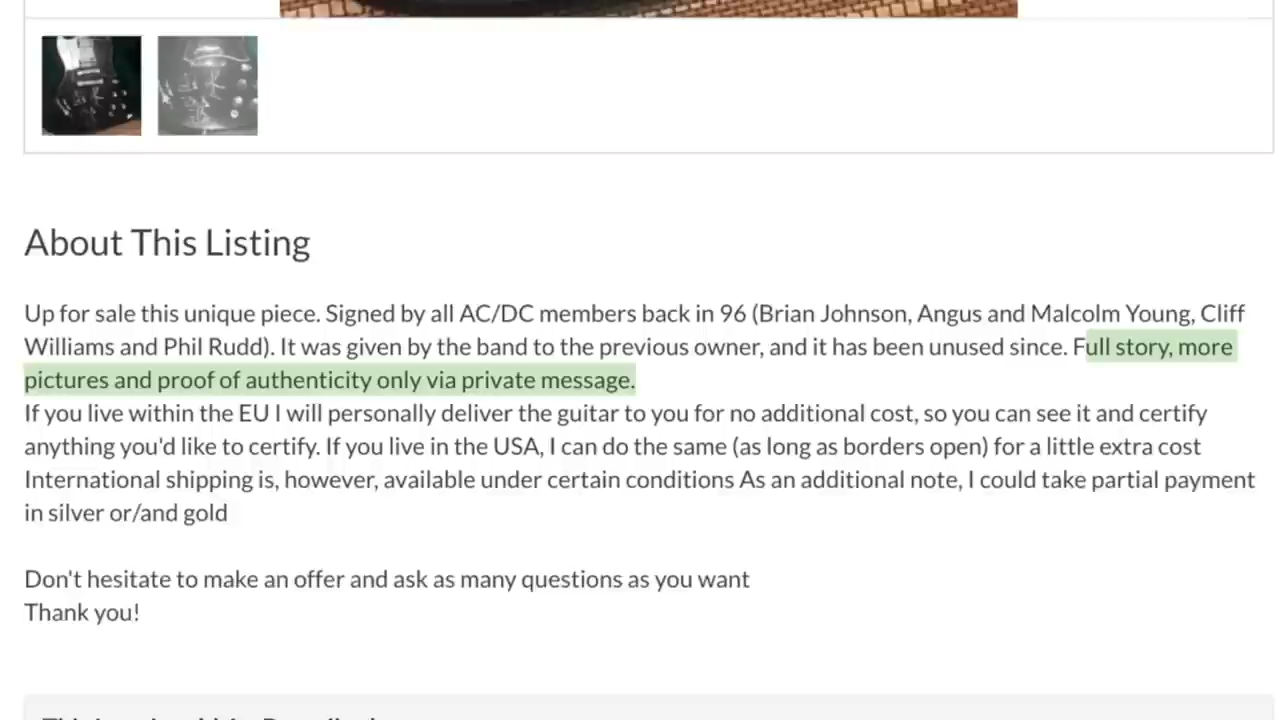 About This Listing
Up for sale this unique piece. Signed by all AC/DC members back in 96 (Brian Johnson, Angus and Malcolm Young, Cliff
Williams and Phil Rudd). It was given by the band to the previous owner, and it has been unused since. Full story, more
pictures and proof of authenticity only via private message.
If you live within the EU I will personally deliver the guitar to you for no additional cost, so you can see it and certify
anything you'd like to certify. If you live in the USA, I can do the same (as long as borders open) for a little extra cost
International shipping is, however, available under certain conditions As an additional note, I could take partial payment
in silver or/and gold
Don't hesitate to make an offer and ask as many questions as you want
Thank you!